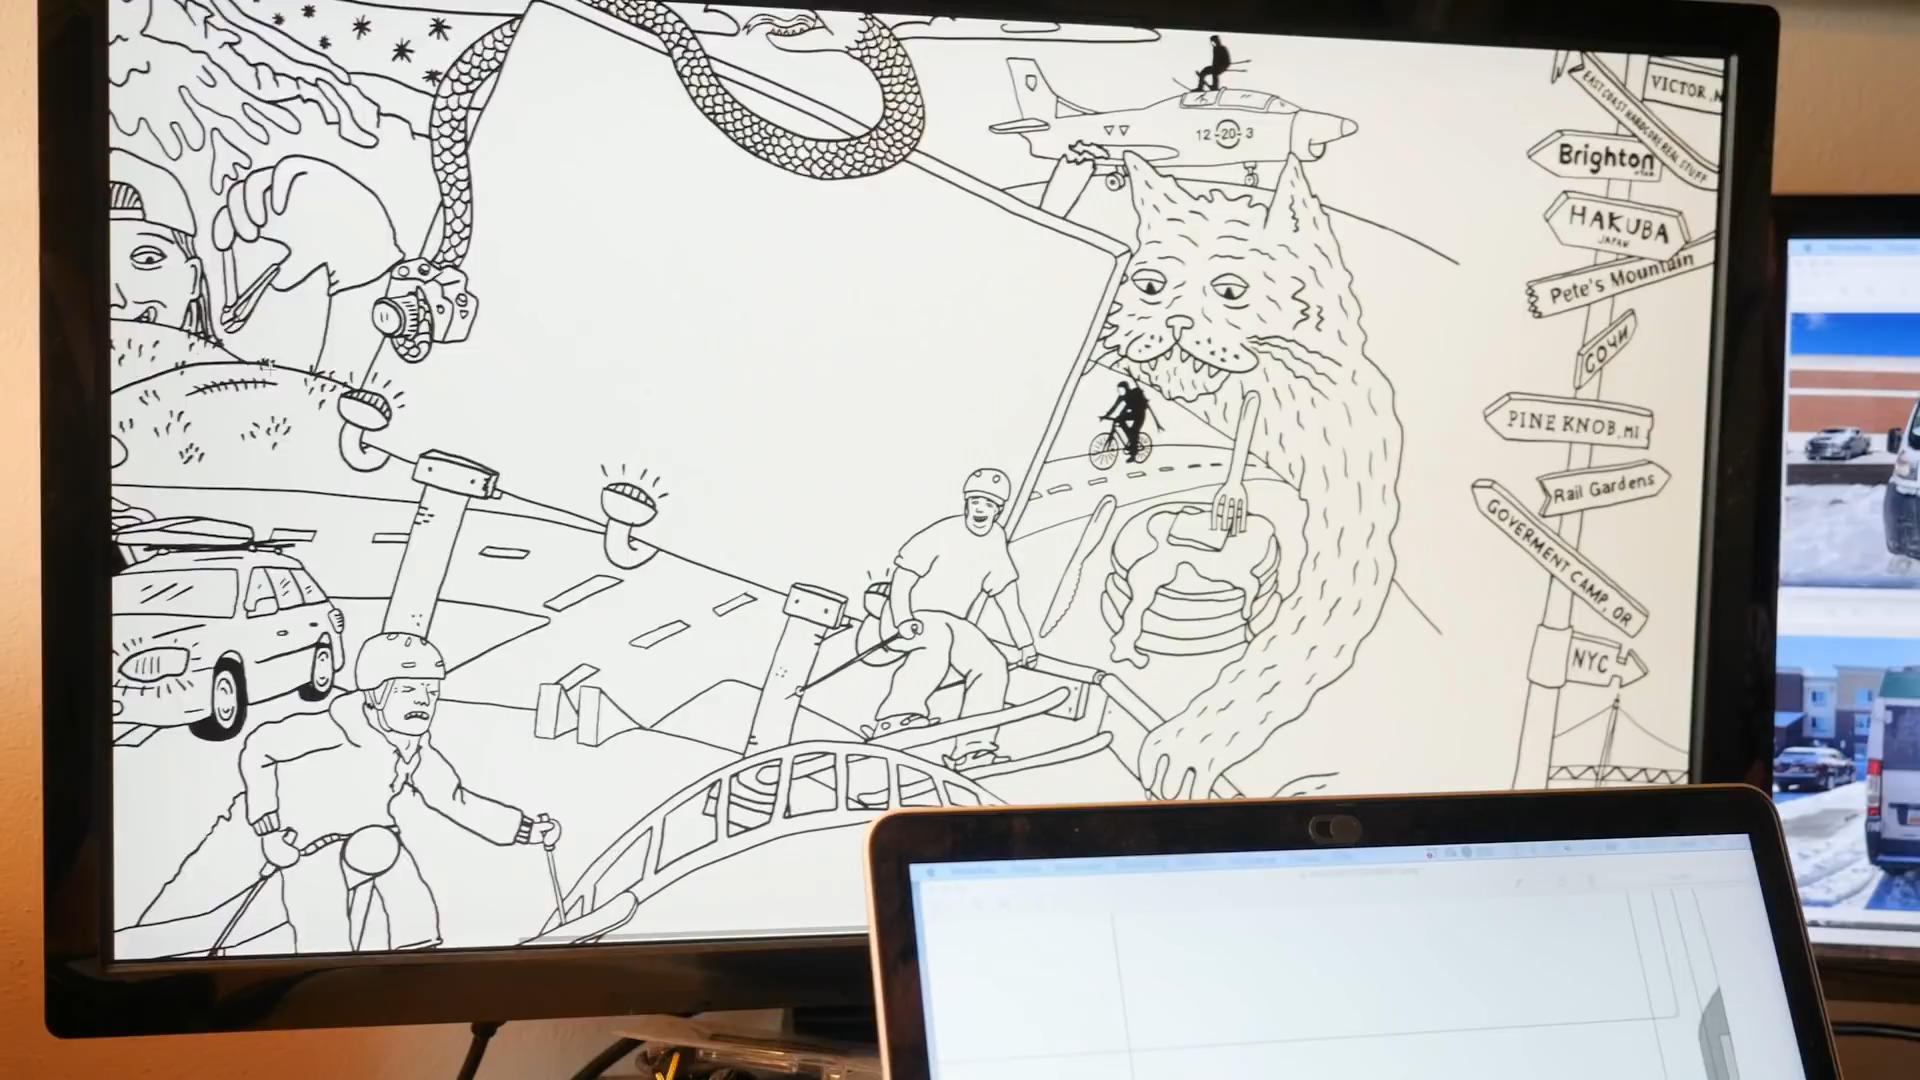 VICTOR,
EAST COAST HARDCORE REAL STUFF
12-20-3
Brighton
HAKUBA
JAPAN
Pete's Mountain
PINE KNOB, MI
Rail Gardens
GOVERMENT CAMP, OR
NYC